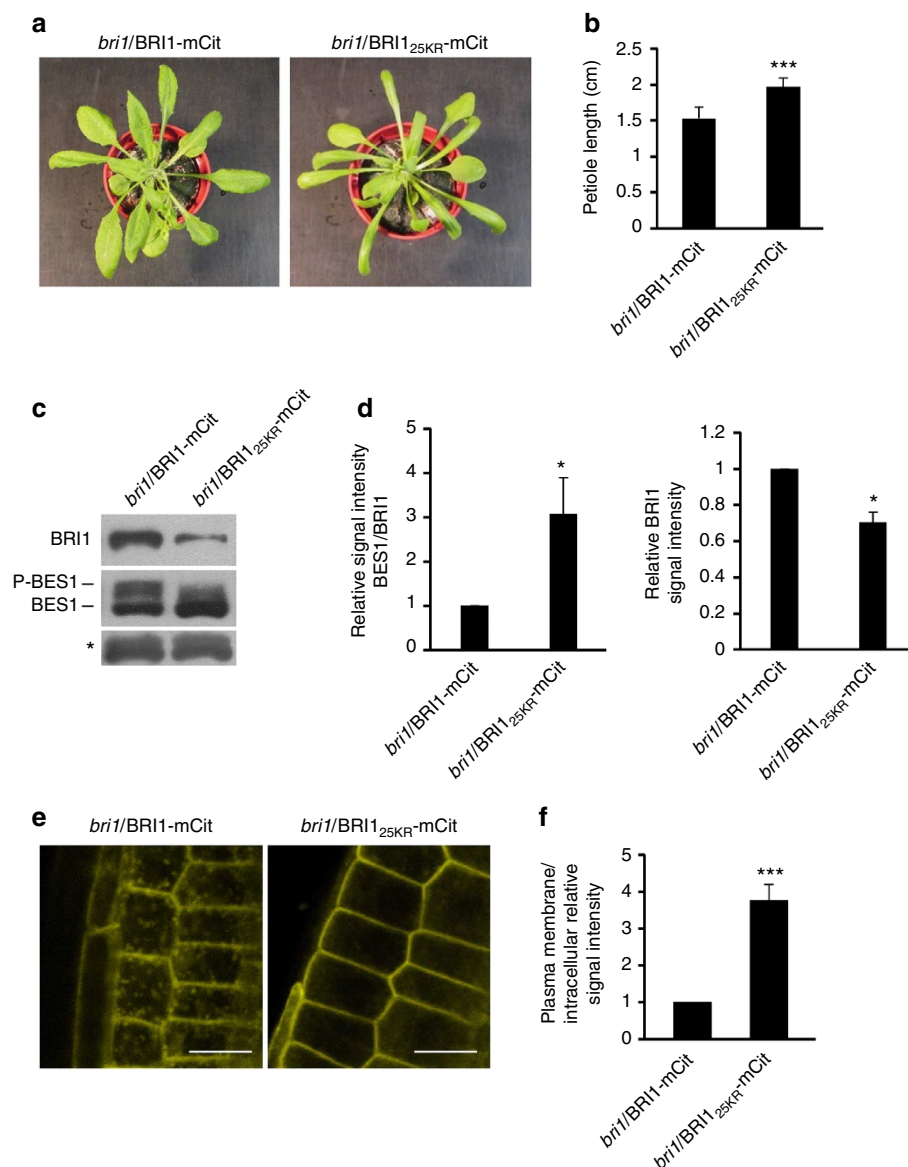 a
bri1/BRI1-mCit
bri1/BRI1₂₅ₖᵣ-mCit
b
Petiole length (cm)
2.5
2
1.5
1
0.5
0
***
bri1/BRI1-mCit
bri1/BRI1₂₅ₖᵣ-mCit
c
bri1/BRI1-mCit
bri1/BRI1₂₅ₖᵣ-mCit
BRI1
P-BES1
BES1
*
d
Relative signal intensity
BES1/BRI1
5
4
3
2
1
0
*
bri1/BRI1-mCit
bri1/BRI1₂₅ₖᵣ-mCit
Relative BRI1
signal intensity
1.2
1
0.8
0.6
0.4
0.2
0
*
bri1/BRI1-mCit
bri1/BRI1₂₅ₖᵣ-mCit
e
bri1/BRI1-mCit
bri1/BRI1₂₅ₖᵣ-mCit
f
Plasma membrane/
intracellular relative
signal intensity
5
4
3
2
1
0
***
bri1/BRI1-mCit
bri1/BRI1₂₅ₖᵣ-mCit